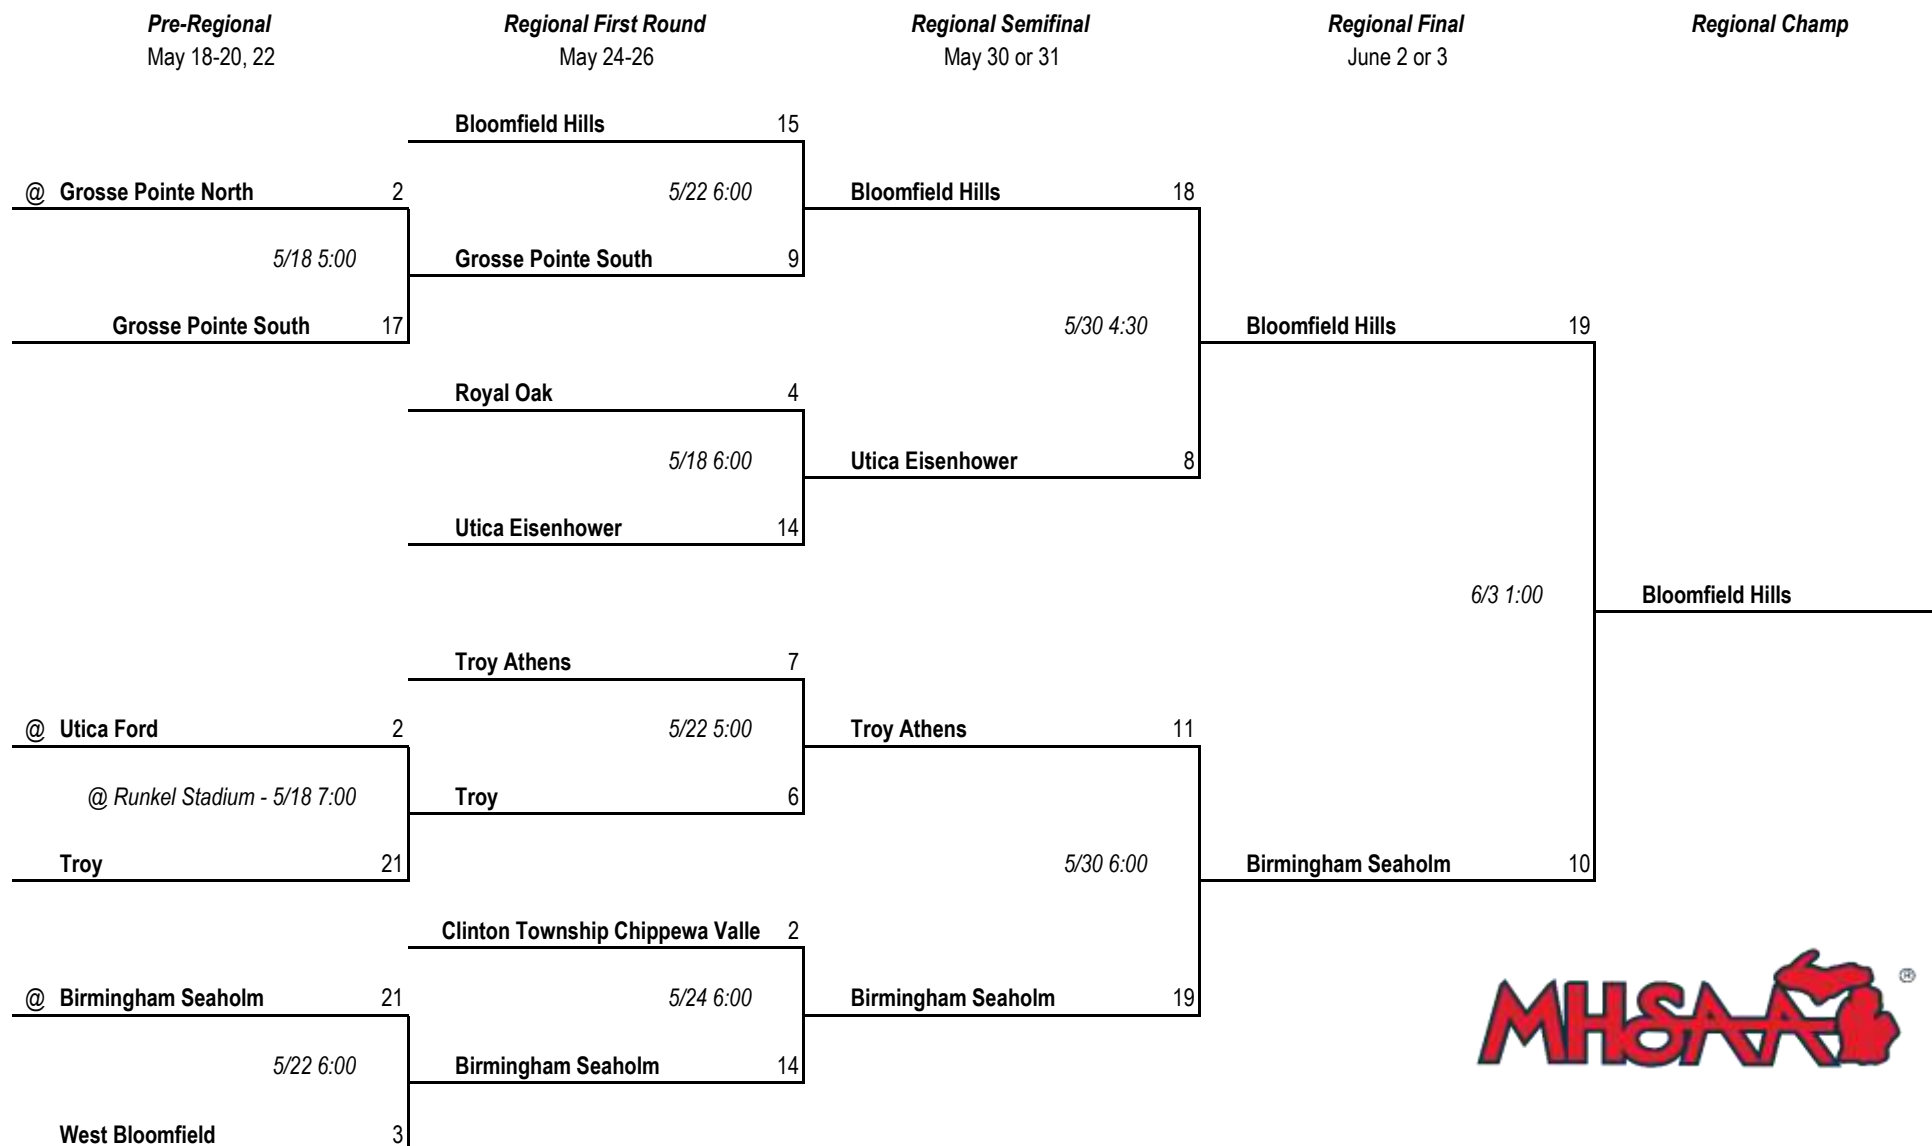 Pre-Regional Regional First Round Regional Semifinal Regional Final Regional Champ
May 18-20, 22 May 24-26 May 30 or 31 June 2 or 3
Bloomfield Hills 15
@ Grosse Pointe North 2 5/22 6:00 Bloomfield Hills 18
5/18 5:00 Grosse Pointe South 9
Grosse Pointe South 17 5/30 4:30 Bloomfield Hills 19
Royal Oak 4
5/18 6:00 Utica Eisenhower 8
Utica Eisenhower 14
6/3 1:00 Bloomfield Hills
Troy Athens 7
@ Utica Ford 2 5/22 5:00 Troy Athens 11
@ Runkel Stadium - 5/18 7:00 Troy 6
Troy 21 5/30 6:00 Birmingham Seaholm 10
Clinton Township Chippewa Valle 2
@ Birmingham Seaholm 21 5/24 6:00 Birmingham Seaholm 19
MHSAA ®
5/22 6:00 Birmingham Seaholm 14
West Bloomfield 3